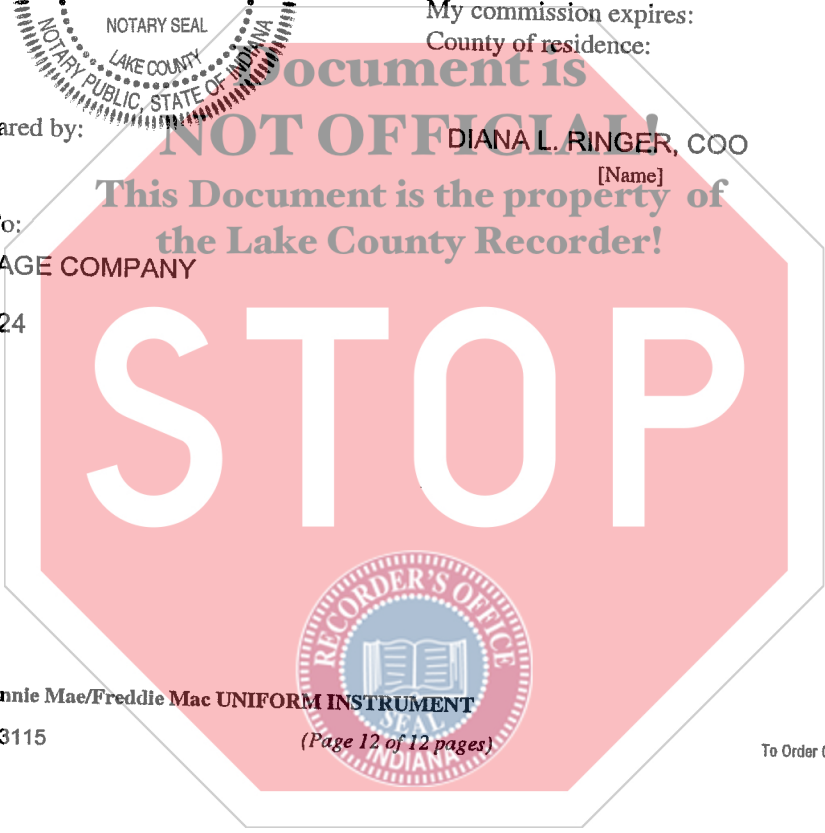 My commission expires:
NOTARY SEAL
County of residence:
LAKE COUNTY
NOTARY PUBLIC, STATE OF INDIANA
Document is
ared by:
NOT OFFICIAL!
DIANA L. RINGER, COO
[Name]
This Document is the property of
o:
the Lake County Recorder!
AGE COMPANY
24
STOP
RECORDER'S OFFICE
nnie Mae/Freddie Mac UNIFORM INSTRUMENT
SEAL
INDIANA
3115
(Page 12 of 12 pages)
To Order